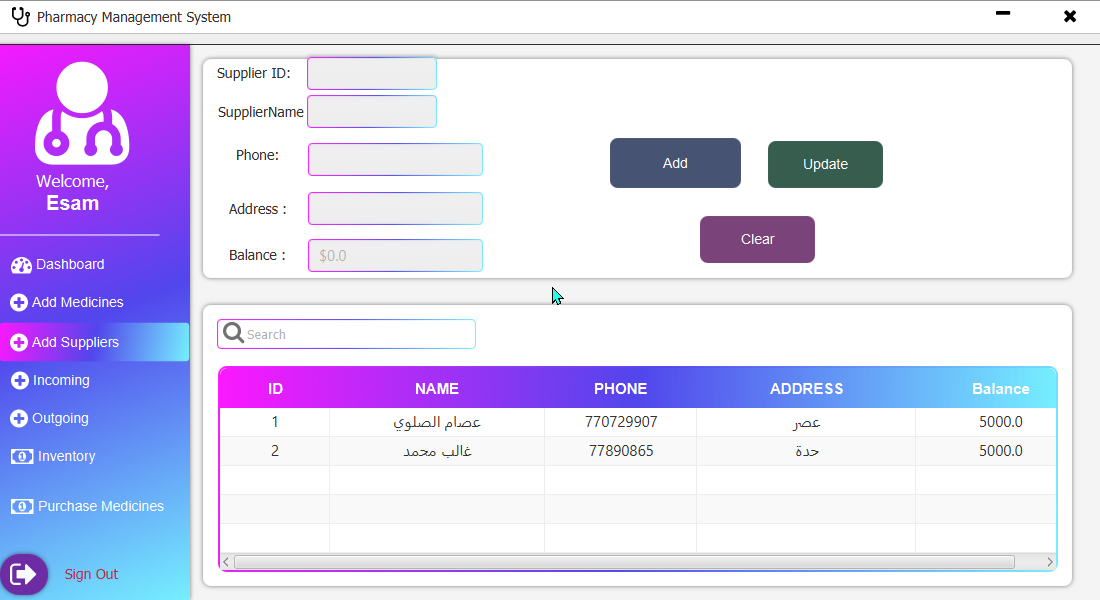 Pharmacy Management System
Welcome,
Esam
Dashboard
Add Medicines
Add Suppliers
Incoming
Outgoing
Inventory
Purchase Medicines
Sign Out
Supplier ID:
SupplierName
Phone:
Address :
Balance : $0.0
Add
Update
Clear
Search
ID NAME PHONE ADDRESS Balance
1 عصام الصلوي 770729907 عصر 5000.0
2 غالب محمد 77890865 حدة 5000.0